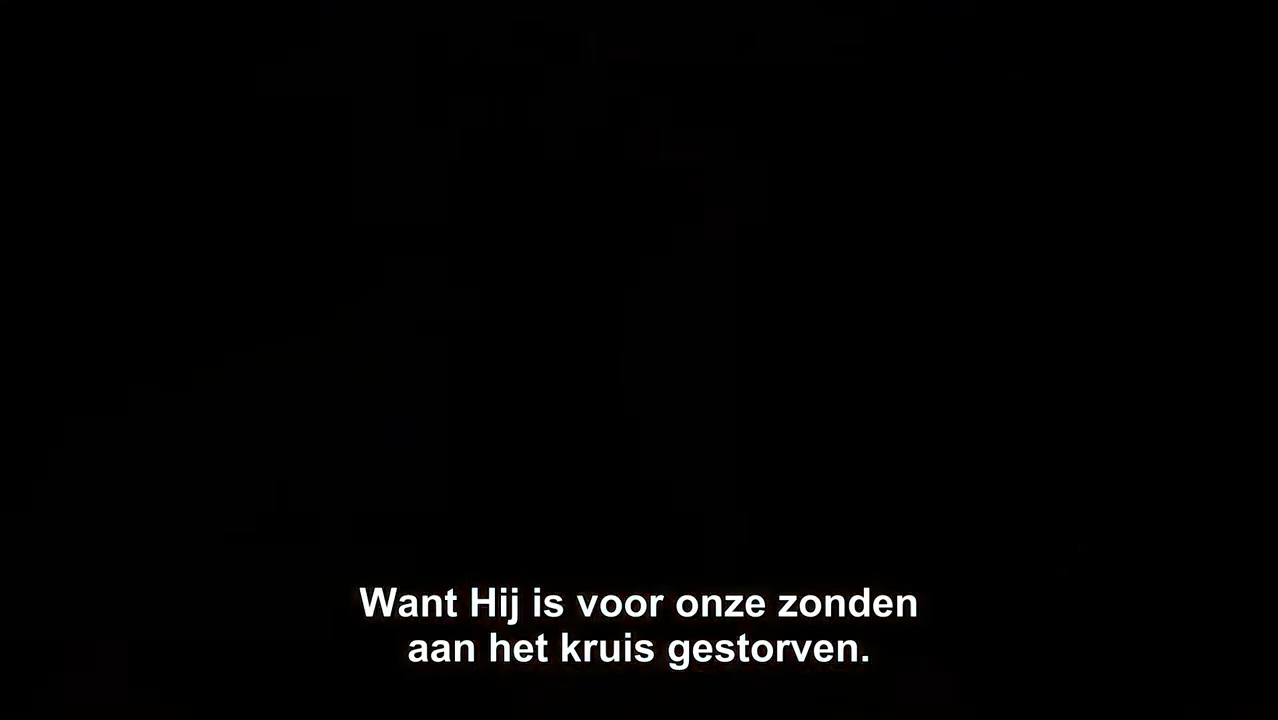 Want Hij is voor onze zonden
aan het kruis gestorven.